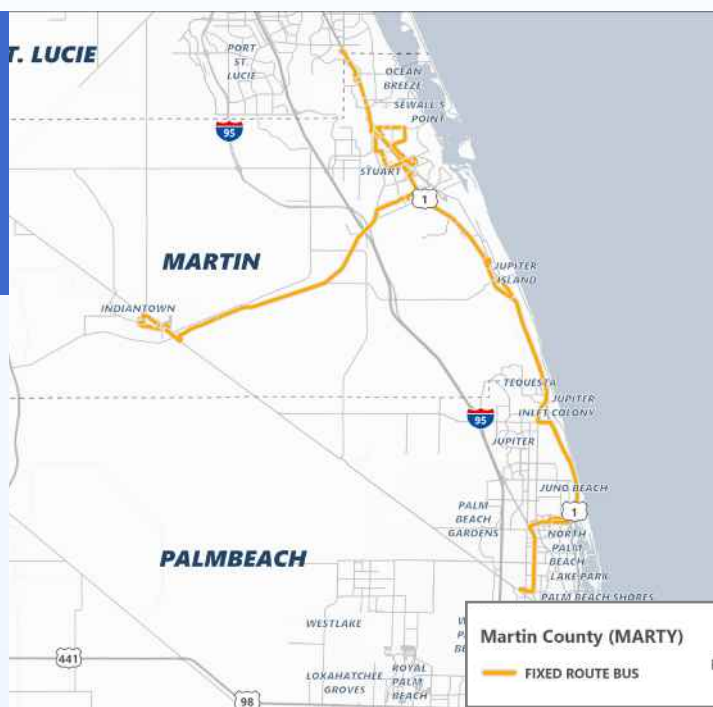 T. LUCIE
PORT
ST.
LUCIE
OCEAN
BREEZE
SEWALL'S
POINT
95
STUART
1
MARTIN
JUPITER
ISLAND
INDIANTOWN
TEQUESTA
JUPITER
INLET COLONY
95
JUPITER
JUNO BEACH
PALM
BEACH
GARDENS
1
NORTH
PALM
BEACH
LAKE PARK
PALMBEACH
PALM BEACH SHORES
WESTLAKE
441
LOXAHATCHEE
GROVES
ROYAL
PALM
BEACH
98
Martin County (MARTY)
FIXED ROUTE BUS